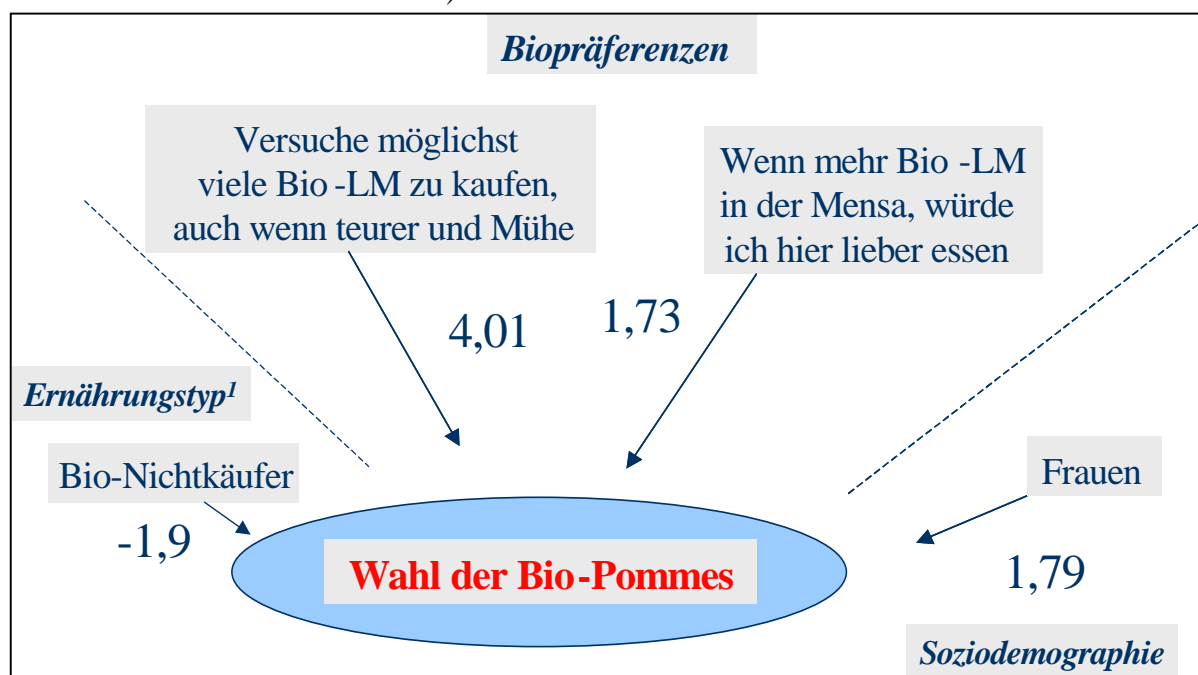 )
Biopräferenzen
Versuche möglichst
viele Bio-LM zu kaufen,
auch wenn teurer und Mühe
Wenn mehr Bio -LM
in der Mensa, würde
ich hier lieber essen
4,01
1,73
Ernährungstyp¹
Bio-Nichtkäufer
-1,9
Frauen
1,79
Wahl der Bio-Pommes
Soziodemographie